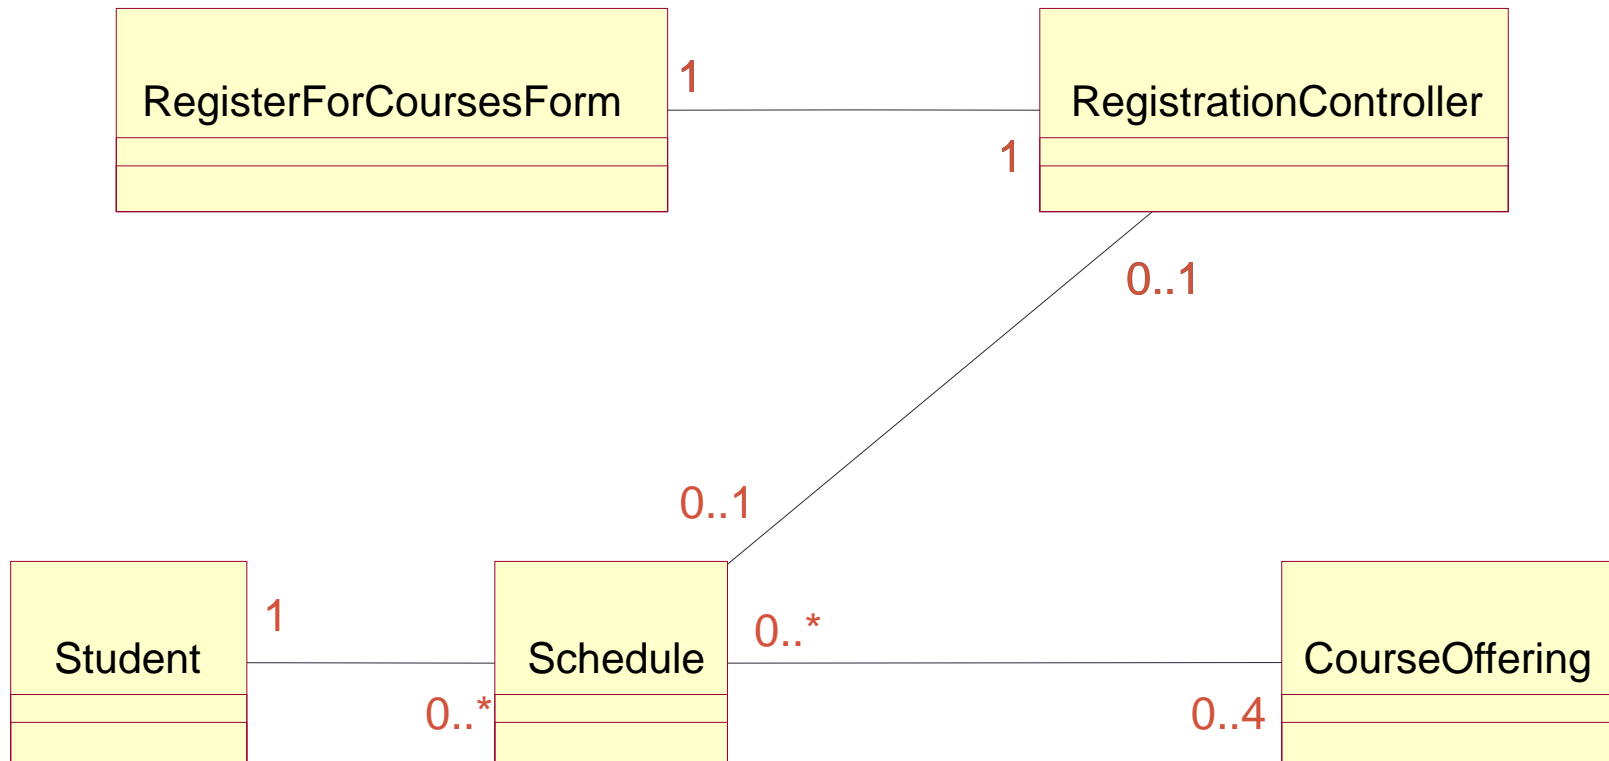 RegisterForCoursesForm
1
1
RegistrationController
0..1
0..1
Student
1
0..*
Schedule
0..*
0..4
CourseOffering